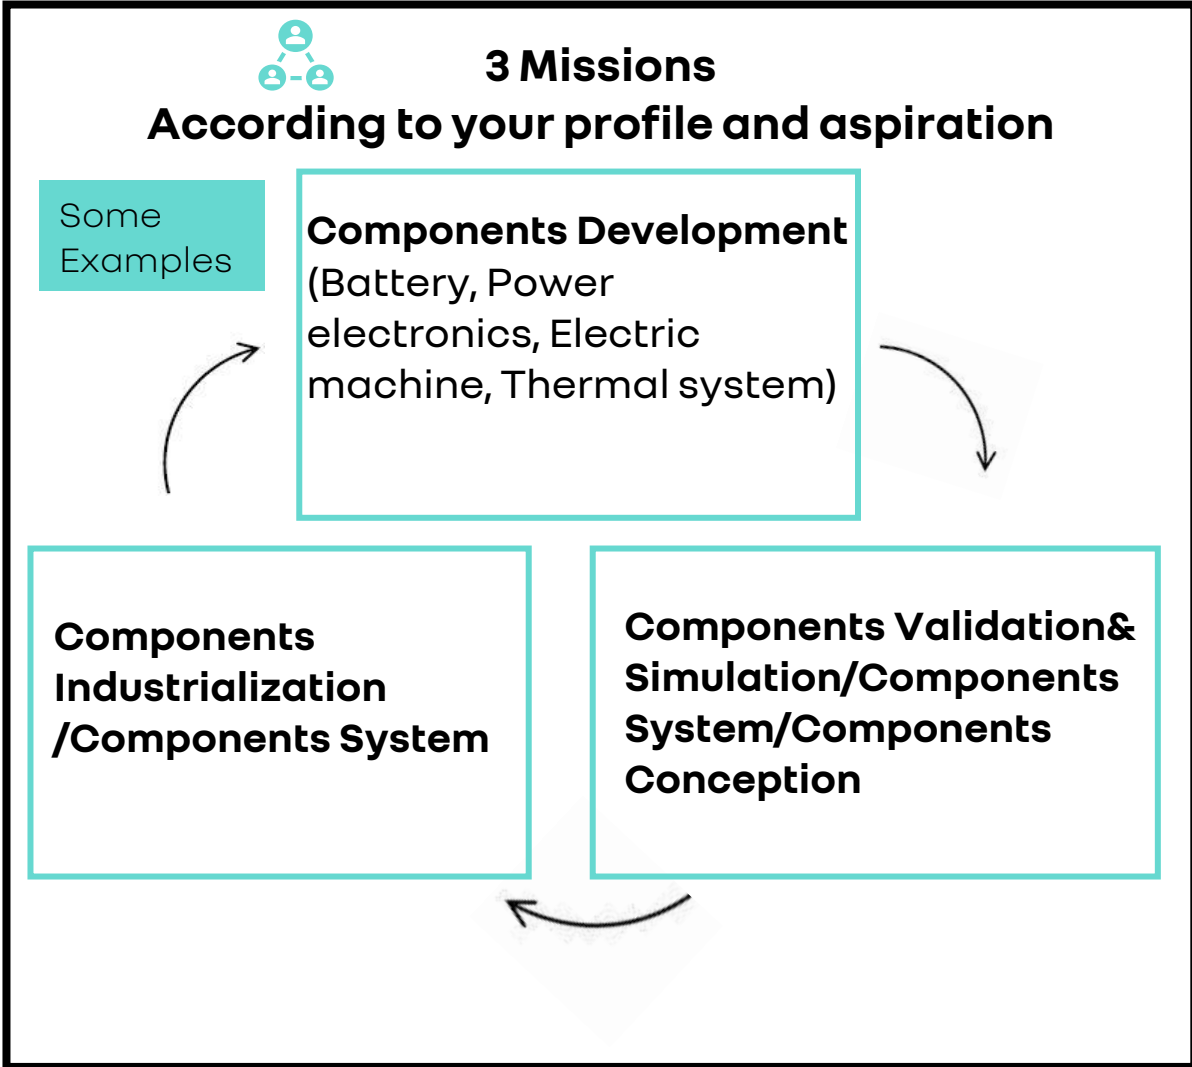 3 Missions
According to your profile and aspiration
Some
Examples
Components Development
(Battery, Power
electronics, Electric
machine, Thermal system)
Components
Industrialization
/Components System
Components Validation&
Simulation/Components
System/Components
Conception